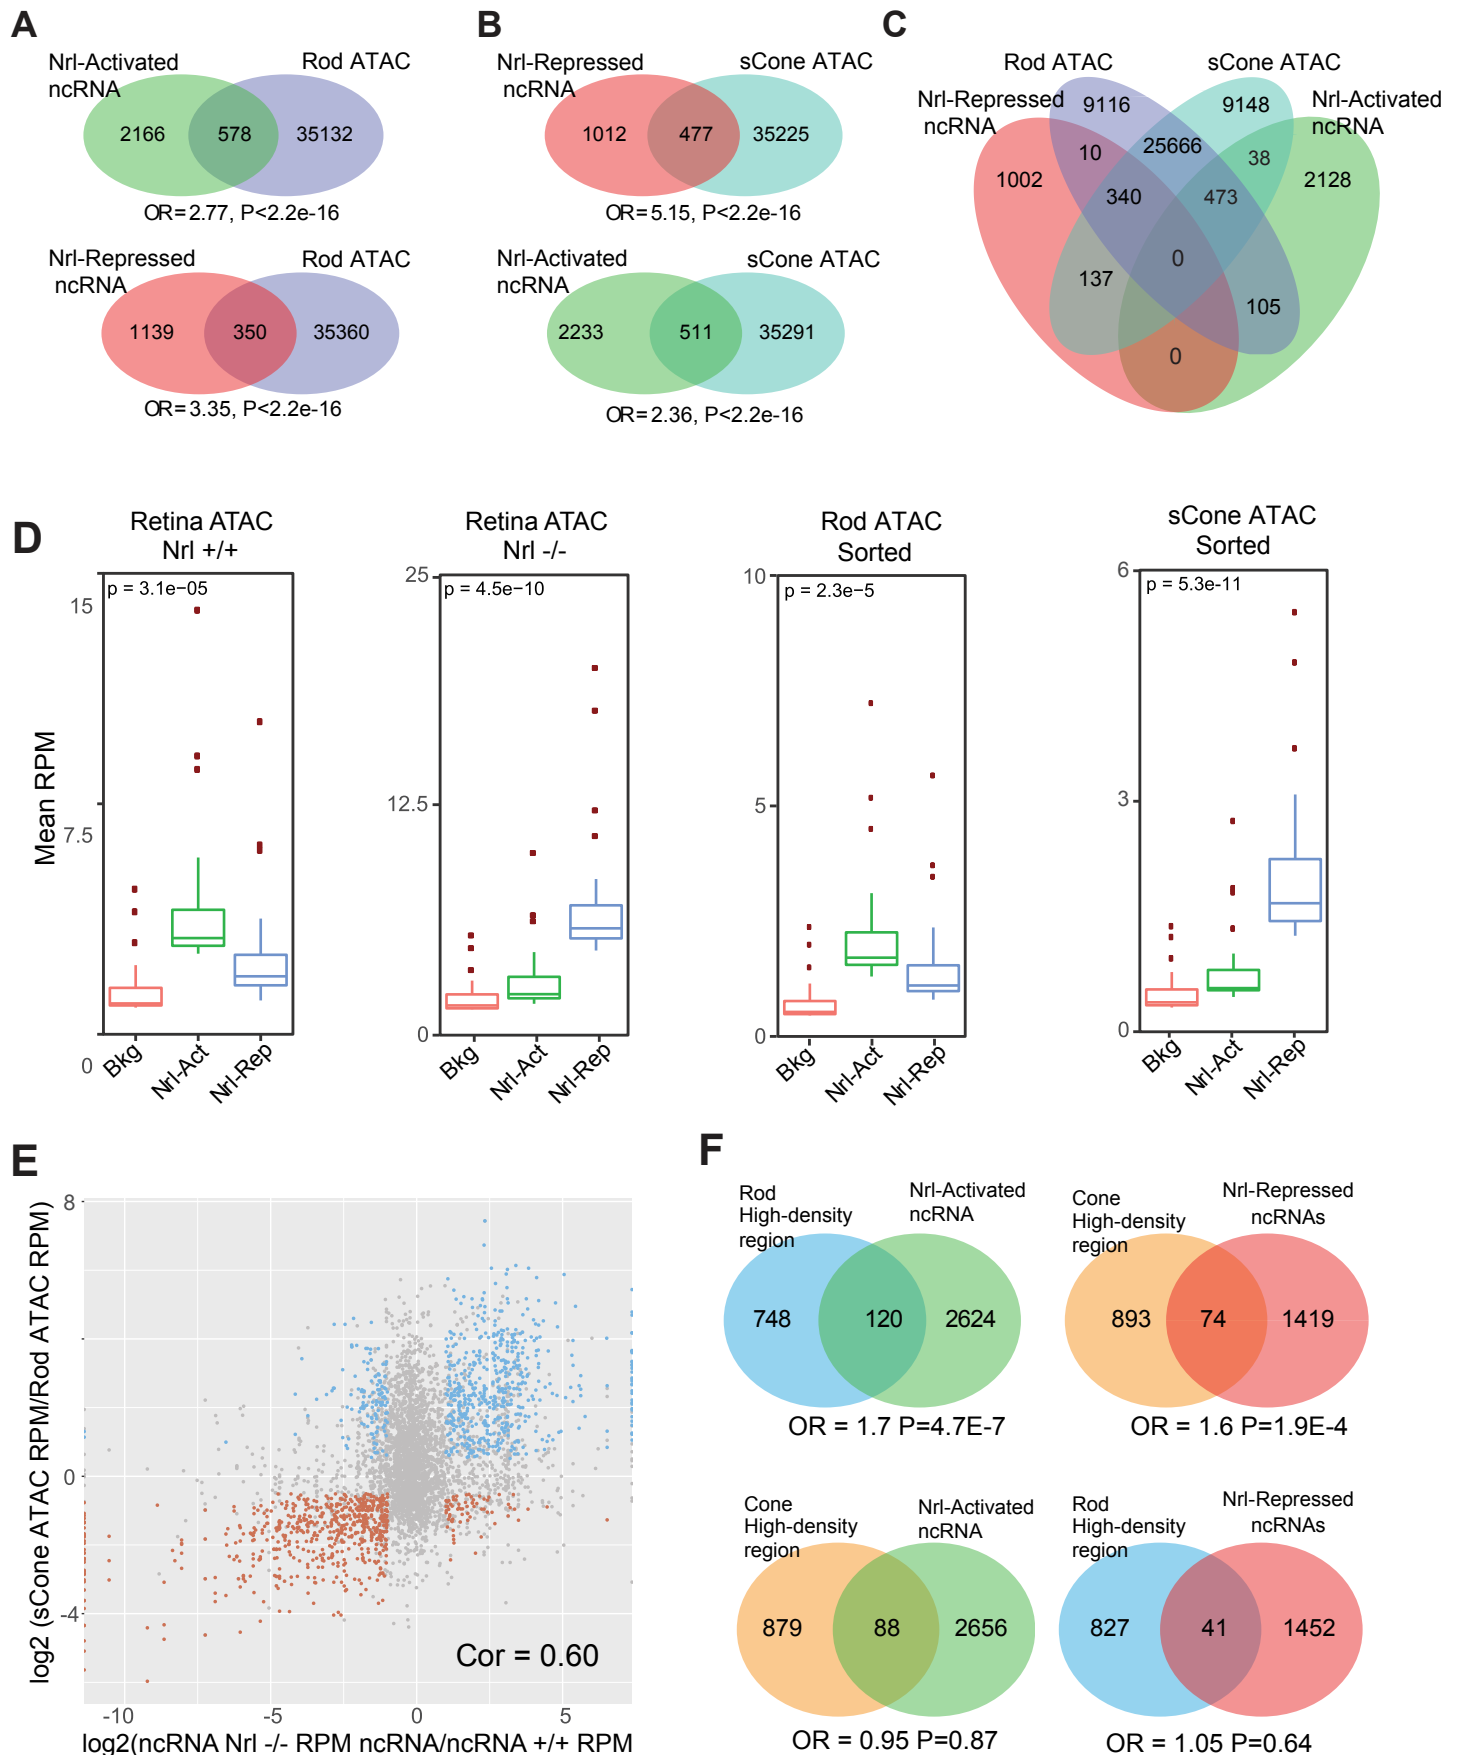 A
Nrl-Activated
ncRNA
Rod ATAC
2166
578
35132
OR=2.77, P<2.2e-16
Nrl-Repressed
ncRNA
Rod ATAC
1139
350
35360
OR=3.35, P<2.2e-16
B
Nrl-Repressed
ncRNA
sCone ATAC
1012
477
35225
OR=5.15, P<2.2e-16
Nrl-Activated
ncRNA
sCone ATAC
2233
511
35291
OR=2.36, P<2.2e-16
C
Rod ATAC
sCone ATAC
Nrl-Repressed
ncRNA
Nrl-Activated
ncRNA
9116
9148
10
25666
38
1002
340
473
2128
0
137
105
0
D
Retina ATAC
Nrl +/+
p = 3.1e−05
15
7.5
0
Mean RPM
Bkg
Nrl-Act
Nrl-Rep
Retina ATAC
Nrl -/-
p = 4.5e−10
25
12.5
0
Bkg
Nrl-Act
Nrl-Rep
Rod ATAC
Sorted
p = 2.3e−5
10
5
0
Bkg
Nrl-Act
Nrl-Rep
sCone ATAC
Sorted
p = 5.3e-11
6
3
0
Bkg
Nrl-Act
Nrl-Rep
E
log2 (sCone ATAC RPM/Rod ATAC RPM)
8
0
-4
Cor = 0.60
-10
-5
0
5
log2(ncRNA Nrl -/- RPM ncRNA/ncRNA +/+ RPM
F
Rod
High-density
region
Nrl-Activated
ncRNA
748
120
2624
OR = 1.7 P=4.7E-7
Cone
High-density
region
Nrl-Repressed
ncRNAs
893
74
1419
OR = 1.6 P=1.9E-4
Cone
High-density
region
Nrl-Activated
ncRNA
879
88
2656
OR = 0.95 P=0.87
Rod
High-density
region
Nrl-Repressed
ncRNAs
827
41
1452
OR = 1.05 P=0.64